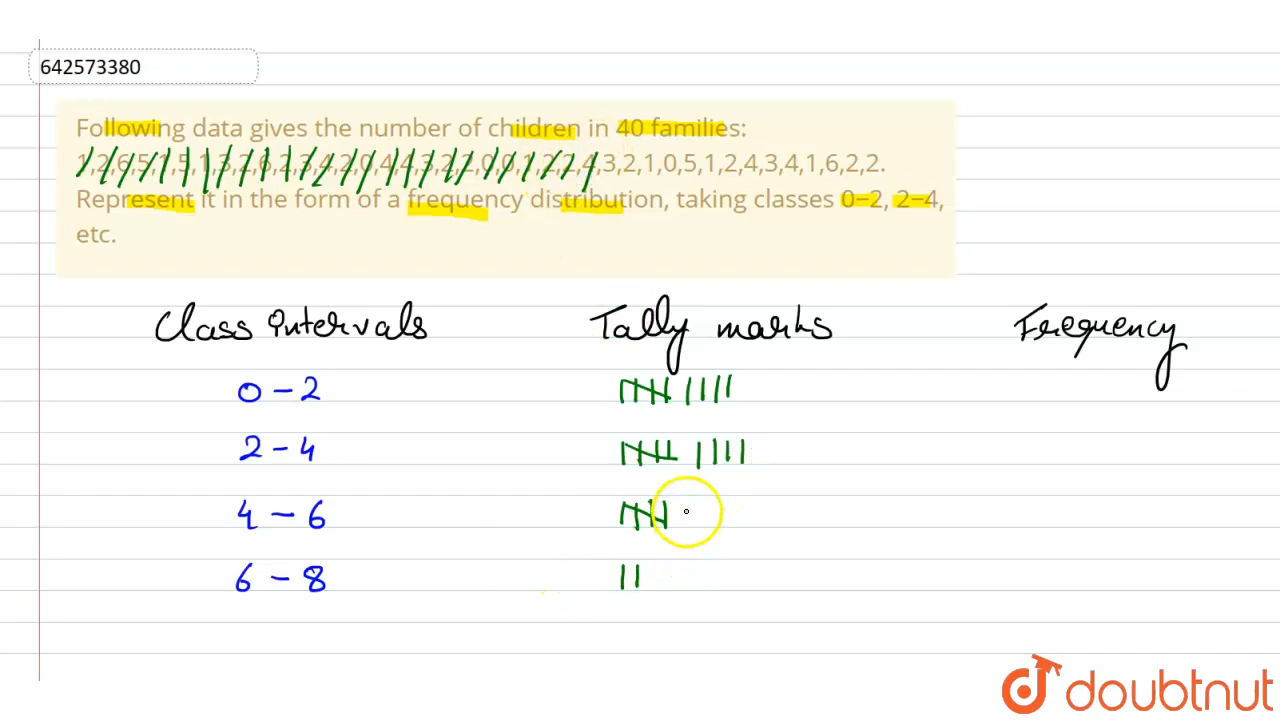 642573380
Following data gives the number of children in 40 families:
1,2,6,5,1,5,1,3,2,6,2,3,4,2,0,4,4,3,2,2,0,0,1,2,2,4,3,2,1,0,5,1,2,4,3,4,1,6,2,2.
Represent it in the form of a frequency distribution, taking classes 0−2, 2−4,
etc.
Class Intervals Tally marks Frequency
0 - 2
2 - 4
4 - 6
6 - 8
doubtnut